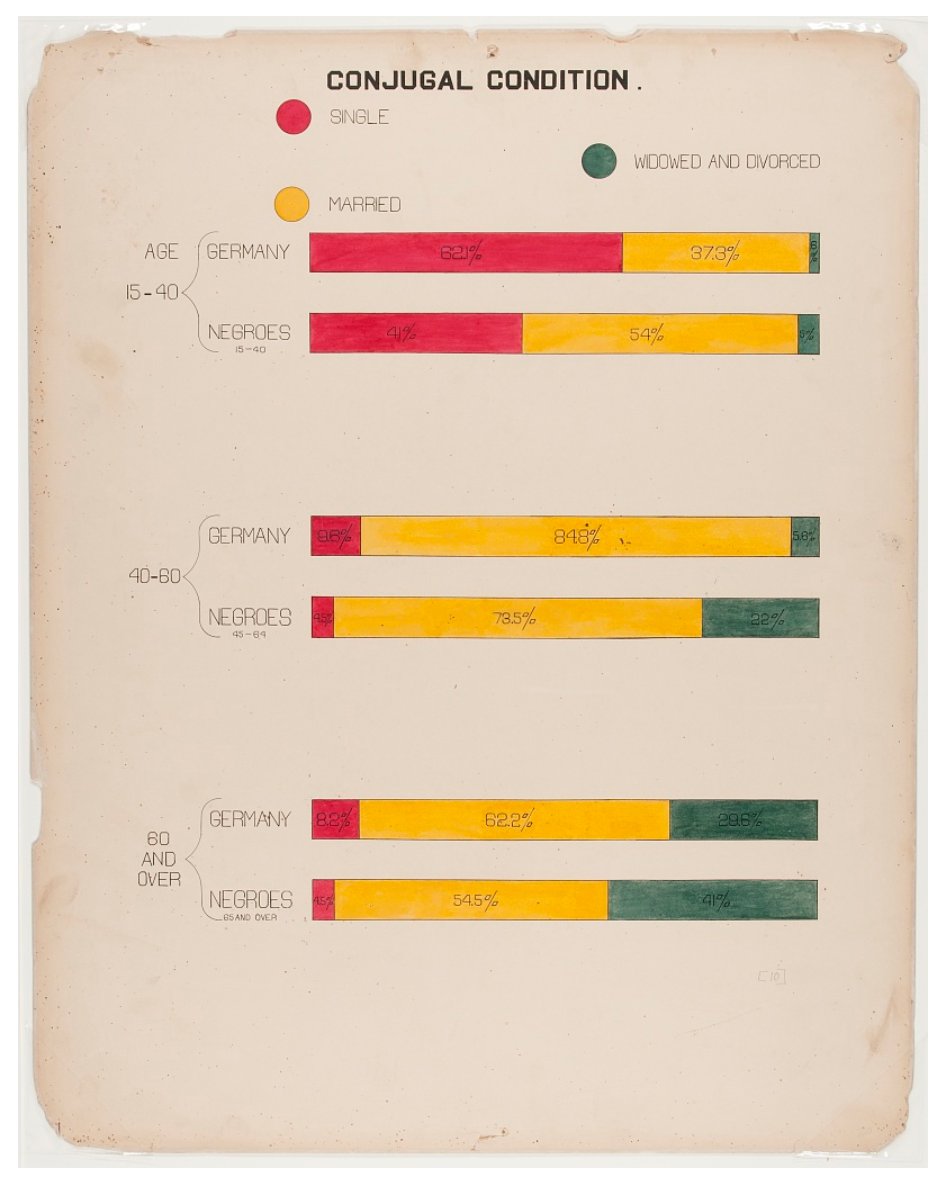 CONJUGAL CONDITION.
SINGLE
WIDOWED AND DIVORCED
MARRIED
AGE
15-40
GERMANY
62.1% 37.3%
NEGROES
15-40
41% 54% 5%
40-60
GERMANY
9.6% 84.8% 5.6%
NEGROES
45-64
4.5% 73.5% 22%
60
AND
OVER
GERMANY
8.2% 62.2% 29.6%
NEGROES
65 AND OVER
4.5% 54.5% 41%
[10]